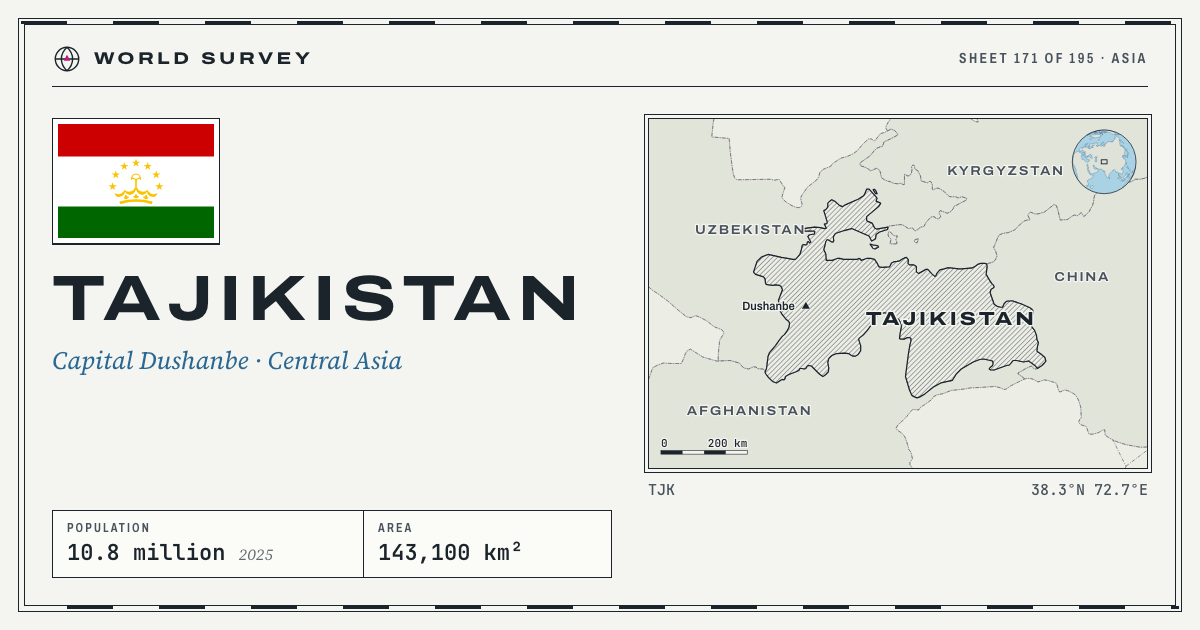 WORLD SURVEY
SHEET 171 OF 195 · ASIA
TAJIKISTAN
Capital Dushanbe · Central Asia
POPULATION
10.8 million 2025
AREA
143,100 km²
KYRGYZSTAN
UZBEKISTAN
CHINA
Dushanbe
TAJIKISTAN
AFGHANISTAN
0 200 km
TJK
38.3°N 72.7°E